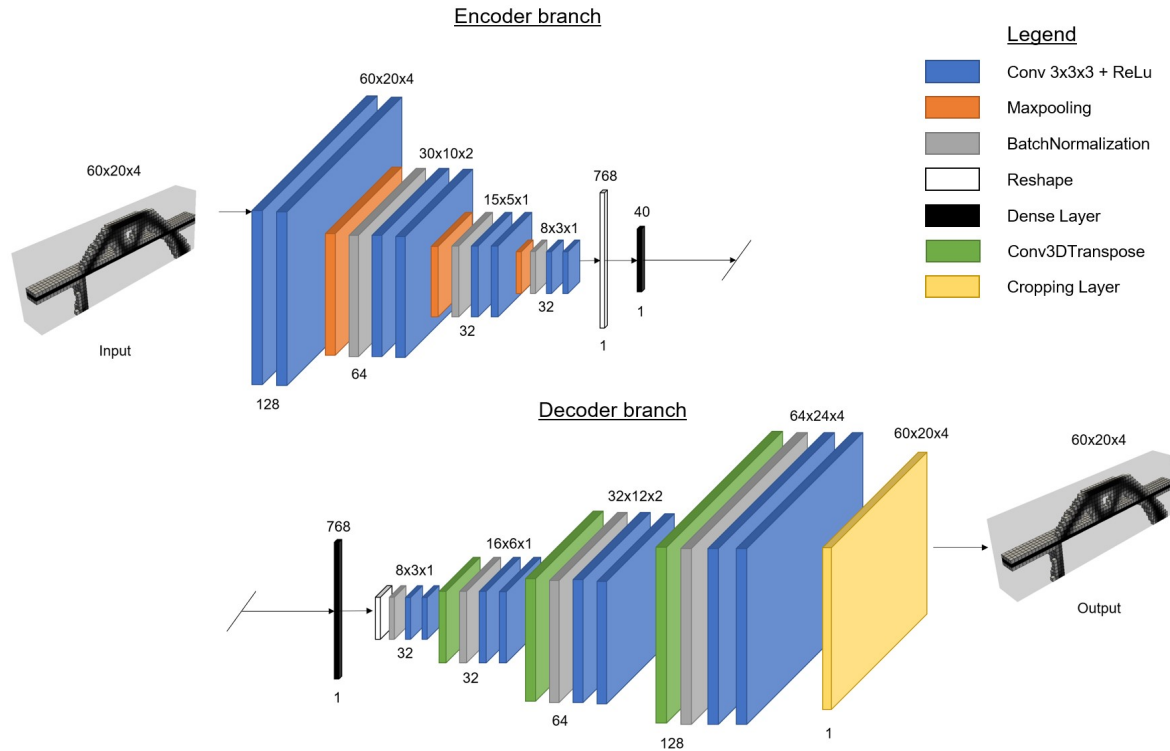 Encoder branch
Legend
Conv 3x3x3 + ReLu
Maxpooling
BatchNormalization
Reshape
Dense Layer
Conv3DTranspose
Cropping Layer
60x20x4
60x20x4
30x10x2
15x5x1
8x3x1
768
40
Input
128
64
32
32
1
1
Decoder branch
768
8x3x1
16x6x1
32x12x2
64x24x4
60x20x4
60x20x4
1
32
32
64
128
1
Output